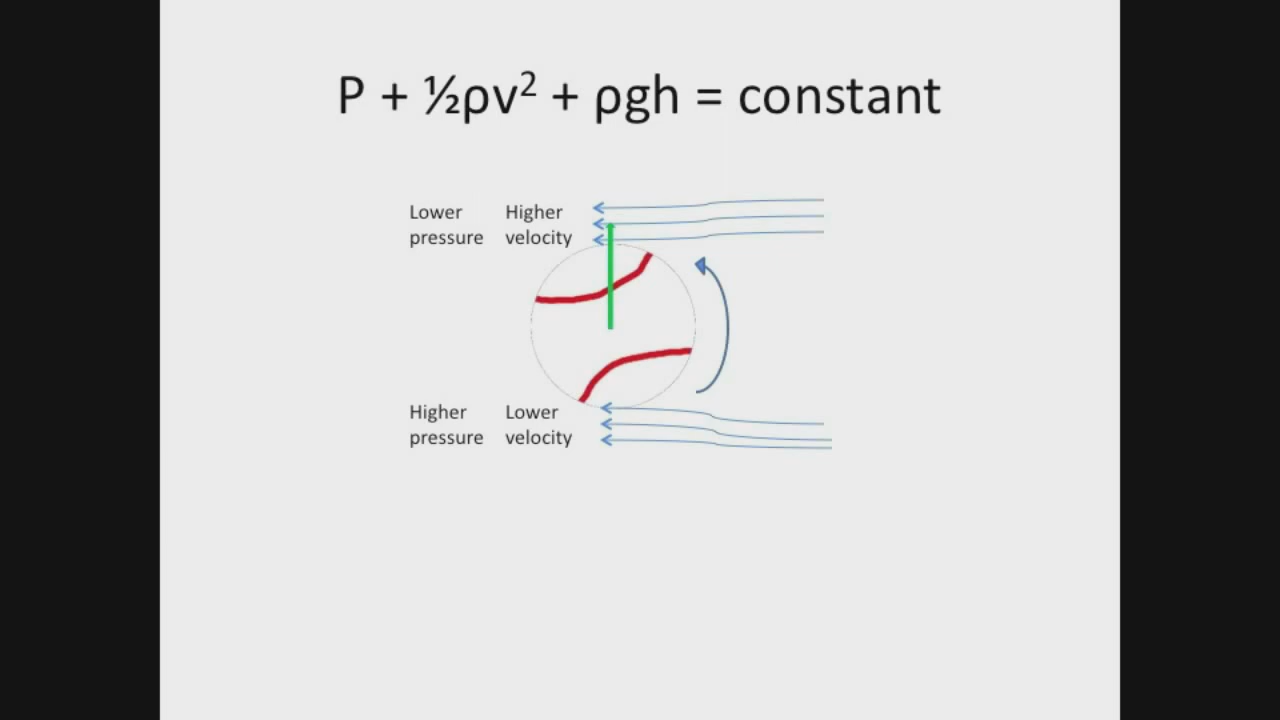 P + ½ρv² + ρgh = constant
Lower Higher
pressure velocity
Higher Lower
pressure velocity